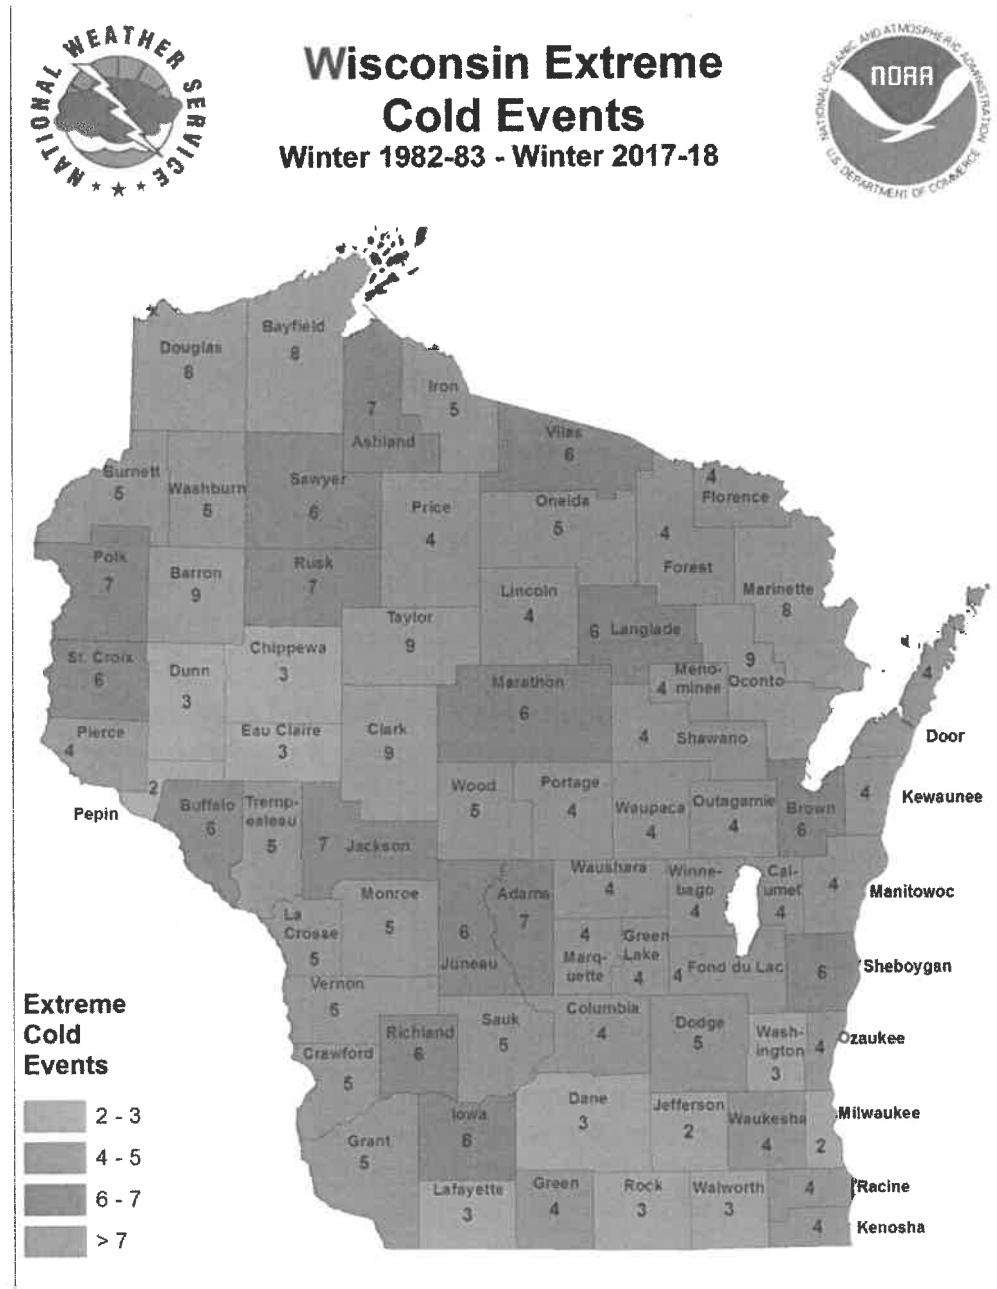 NATIONAL WEATHER SERVICE
Wisconsin Extreme
Cold Events
Winter 1982-83 - Winter 2017-18
NATIONAL OCEANIC AND ATMOSPHERIC ADMINISTRATION
NOAA
U.S. DEPARTMENT OF COMMERCE
Bayfield
8
Douglas
8
Iron
5
7
Ashland
Vilas
6
Burnett
5
Washburn
5
Sawyer
6
Price
4
Oneida
5
4
Florence
4
Forest
Polk
7
Barron
9
Rusk
7
Taylor
9
Lincoln
4
6 Langlade
Marinette
8
St. Croix
6
Dunn
3
Chippewa
3
Marathon
6
Meno-
4 minee
9
Oconto
4
Door
Pierce
4
Eau Claire
3
Clark
9
4 Shawano
2
Pepin
Buffalo
6
Tremp-
ealeau
5
7 Jackson
Wood
5
Portage
4
Waupaca
4
Outagamie
4
Brown
6
4
Kewaunee
Monroe
5
La
Crosse
5
6
Juneau
Adams
7
Waushara
4
Winne-
bago
4
Cal-
umet
4
4
Manitowoc
4
Marq-
uette
Green
Lake
4
4 Fond du Lac
6
Sheboygan
Vernon
5
Richland
6
Sauk
5
Columbia
4
Dodge
5
Wash-
ington
3
4
Ozaukee
Crawford
5
Grant
5
Iowa
6
Dane
3
Jefferson
2
Waukesha
4
2
Milwaukee
Lafayette
3
Green
4
Rock
3
Walworth
3
4
Racine
4
Kenosha
Extreme
Cold
Events
2 - 3
4 - 5
6 - 7
> 7